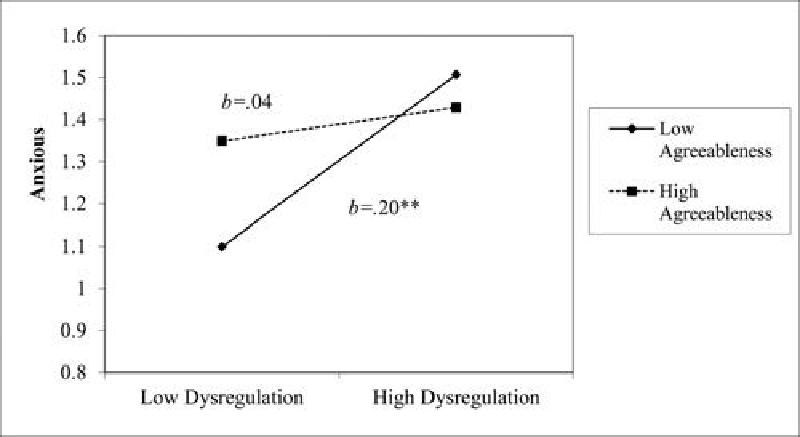 1.6
1.5
1.4
1.3
1.2
1.1
1
0.9
0.8
Anxious
b=.04
b=.20**
Low Dysregulation
High Dysregulation
Low
Agreeableness
High
Agreeableness